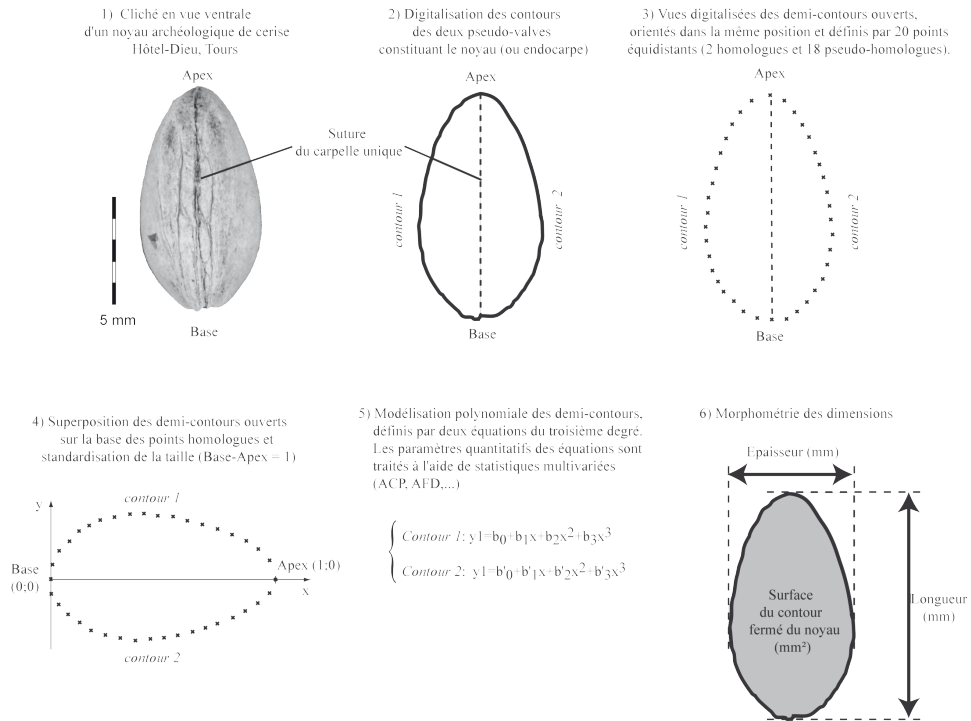 1) Cliché en vue ventrale
d'un noyau archéologique de cerise
Hôtel-Dieu, Tours
Apex
Suture
du carpelle unique
5 mm
Base
2) Digitalisation des contours
des deux pseudo-valves
constituant le noyau (ou endocarpe)
Apex
contour 1
contour 2
Base
3) Vues digitalisées des demi-contours ouverts,
orientés dans la même position et définis par 20 points
équidistants (2 homologues et 18 pseudo-homologues).
Apex
contour 1
contour 2
Base
4) Superposition des demi-contours ouverts
sur la base des points homologues et
standardisation de la taille (Base-Apex = 1)
contour 1
y
Base
(0;0)
Apex (1;0)
x
contour 2
5) Modélisation polynomiale des demi-contours,
définis par deux équations du troisième degré.
Les paramètres quantitatifs des équations sont
traités à l'aide de statistiques multivariées
(ACP, AFD,...)
Contour 1: y1=b0+b1x+b2x²+b3x³
Contour 2: y1=b'0+b'1x+b'2x²+b'3x³
6) Morphométrie des dimensions
Epaisseur (mm)
Surface
du contour
fermé du noyau
(mm²)
Longueur
(mm)